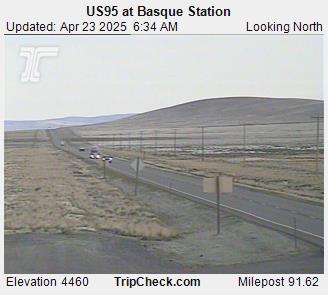 US95 at Basque Station
Updated: Apr 23 2025 6:34 AM Looking North
Elevation 4460 TripCheck.com Milepost 91.62